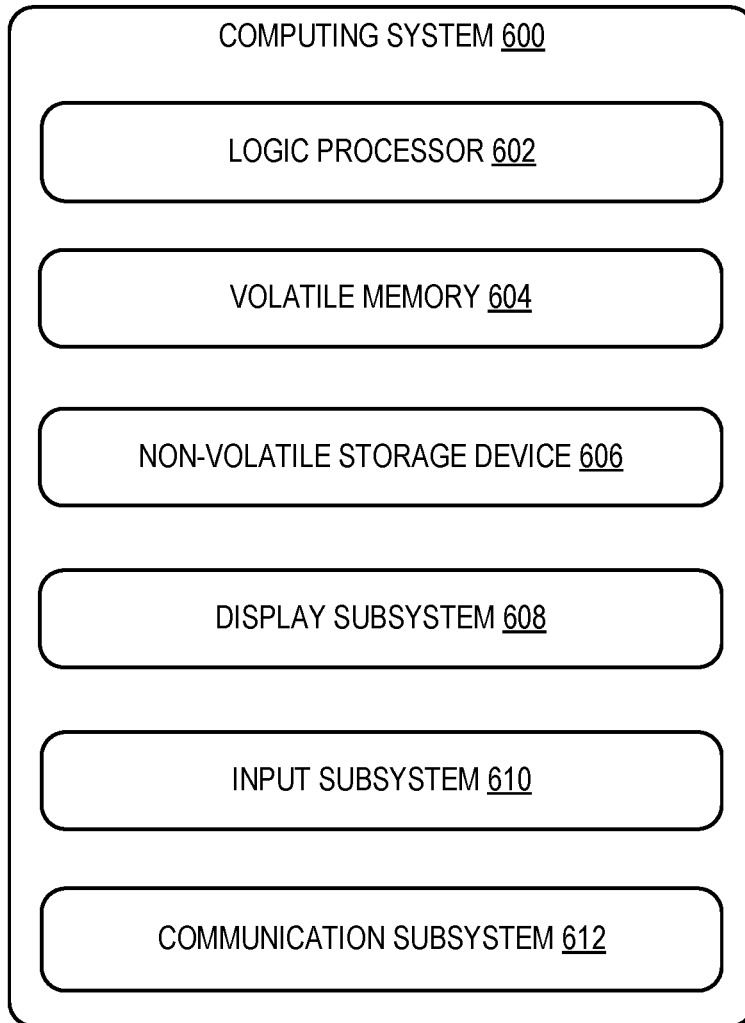 COMPUTING SYSTEM 600
LOGIC PROCESSOR 602
VOLATILE MEMORY 604
NON-VOLATILE STORAGE DEVICE 606
DISPLAY SUBSYSTEM 608
INPUT SUBSYSTEM 610
COMMUNICATION SUBSYSTEM 612